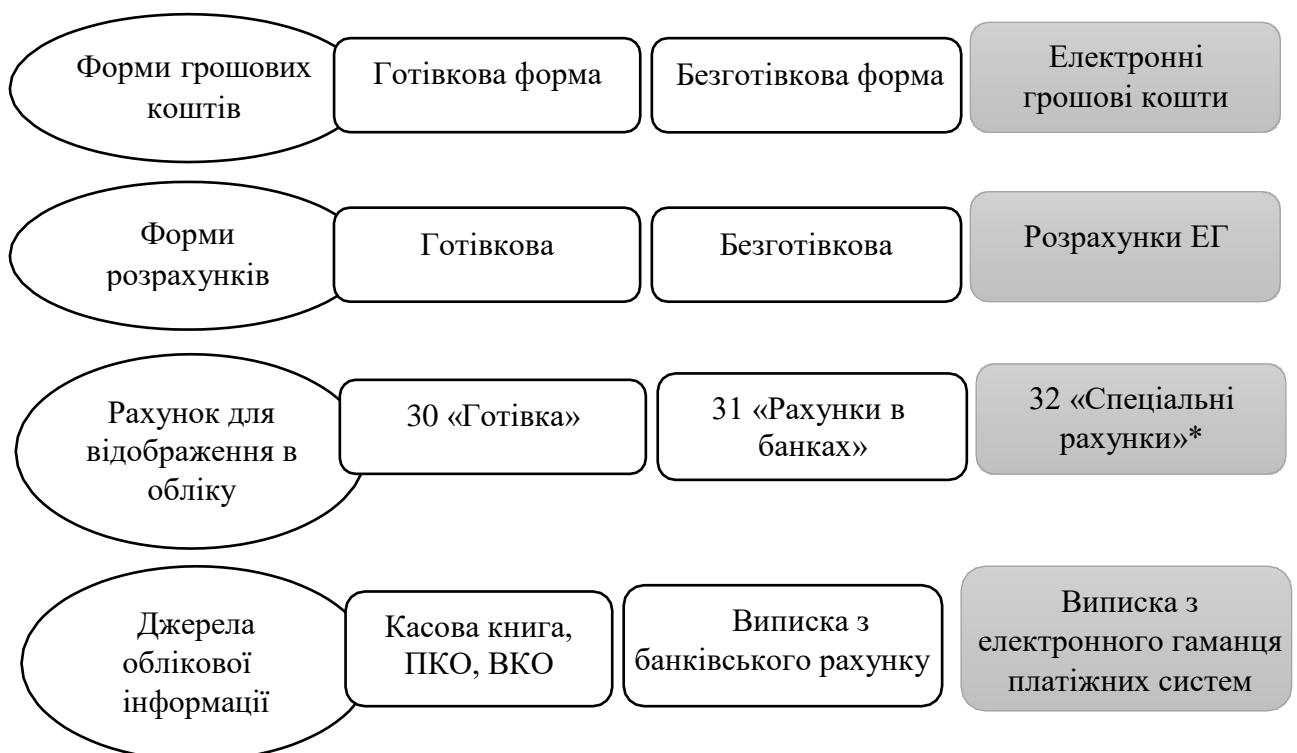 Форми грошових
коштів
Готівкова форма
Безготівкова форма
Електронні
грошові кошти
Форми
розрахунків
Готівкова
Безготівкова
Розрахунки ЕГ
Рахунок для
відображення в
обліку
30 «Готівка»
31 «Рахунки в
банках»
32 «Спеціальні
рахунки»*
Джерела
облікової
інформації
Касова книга,
ПКО, ВКО
Виписка з
банківського рахунку
Виписка з
електронного гаманця
платіжних систем